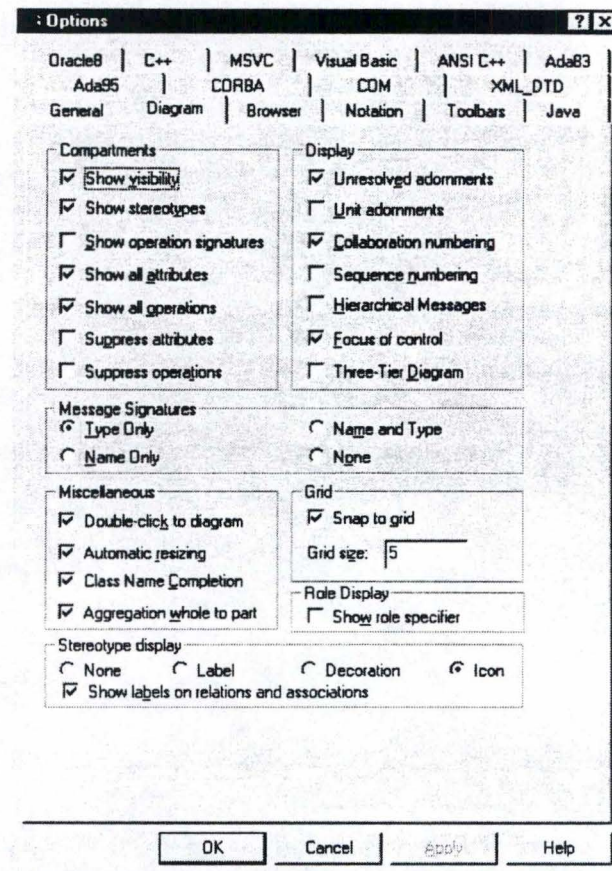 : Options
Oracle8 C++ MSVC Visual Basic ANSI C++ Ada83
Ada95 CORBA COM XML_DTD
General Diagram Browser Notation Toolbars Java
Compartments
Show visibility
Show stereotypes
Show operation signatures
Show all attributes
Show all operations
Suppress attributes
Suppress operations
Display
Unresolved adornments
Unit adornments
Collaboration numbering
Sequence numbering
Hierarchical Messages
Focus of control
Three-Tier Diagram
Message Signatures
Type Only Name and Type
Name Only None
Miscellaneous
Double-click to diagram
Automatic resizing
Class Name Completion
Aggregation whole to part
Grid
Snap to grid
Grid size: 5
Role Display
Show role specifier
Stereotype display
None Label Decoration Icon
Show labels on relations and associations
OK Cancel Apply Help